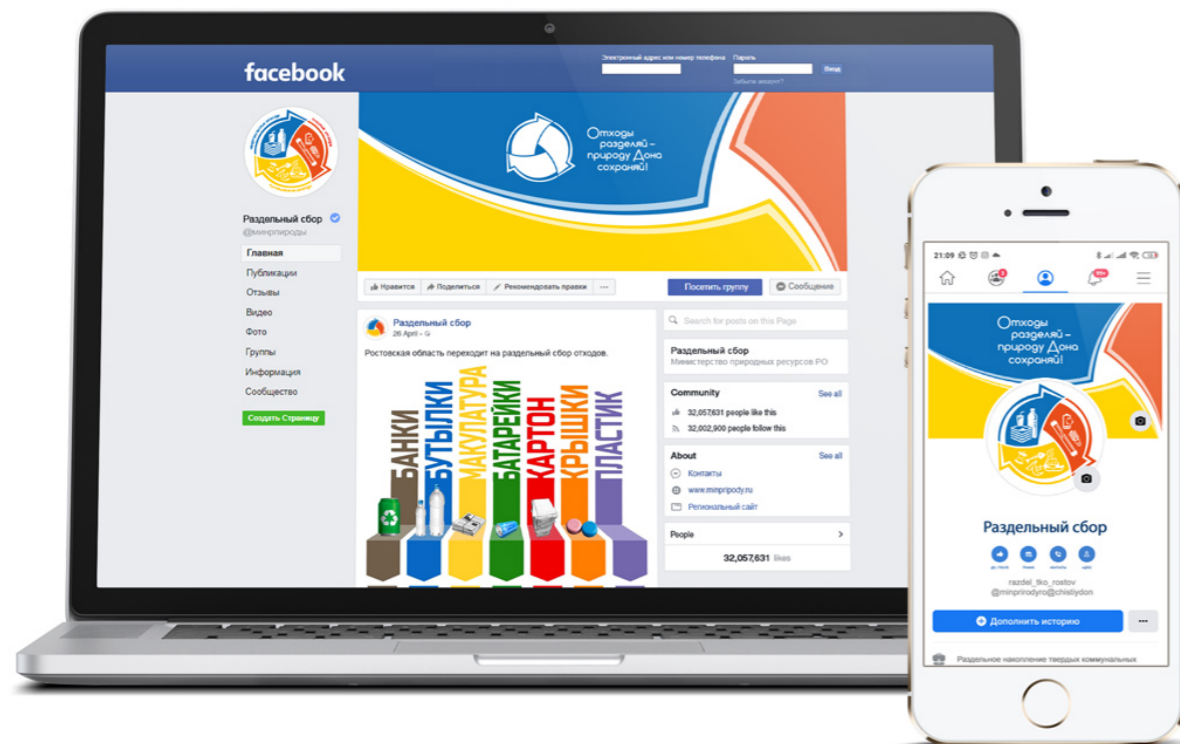 facebook
Электронный адрес или номер телефона
Пароль
Вход
Забыли аккаунт?
Отходы
разделяй –
природу Дона
сохраняй!
Раздельный сбор
@минприроды
Главная
Публикации
Отзывы
Видео
Фото
Группы
Информация
Сообщество
Создать Страницу
Нравится
Поделиться
Рекомендовать правки
...
Посетить группу
Сообщение
Раздельный сбор
26 April
Ростовская область переходит на раздельный сбор отходов.
БАНКИ
БУТЫЛКИ
МАКУЛАТУРА
БАТАРЕЙКИ
КАРТОН
КРЫШКИ
ПЛАСТИК
Search for posts on this Page
Раздельный сбор
Министерство природных ресурсов РО
Community
See all
32,057,631 people like this
32,002,900 people follow this
About
See all
Контакты
www.minpripody.ru
Региональный сайт
People
32,057,631 likes
21:09
99+
Отходы
разделяй –
природу Дона
сохраняй!
Раздельный сбор
razdel_tko_rostov
@minprirodyro@chistiydon
Дополнить историю
...
Раздельное накопление твердых коммунальных